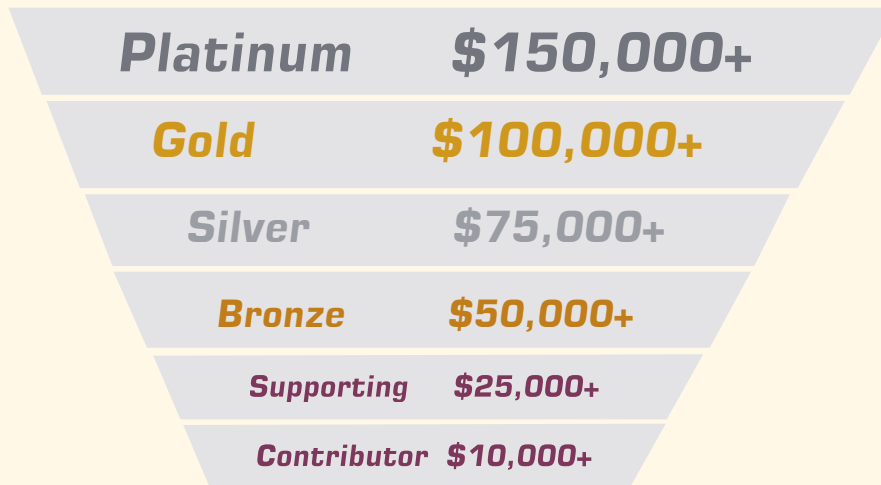 Platinum $150,000+
Gold $100,000+
Silver $75,000+
Bronze $50,000+
Supporting $25,000+
Contributor $10,000+